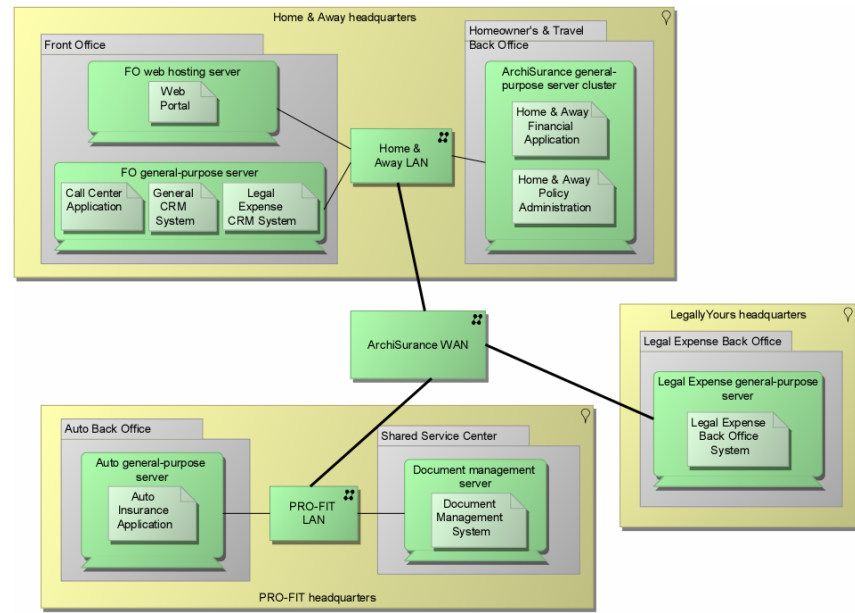 Home & Away headquarters
Front Office
FO web hosting server
Web
Portal
FO general-purpose server
Call Center
Application
General
CRM
System
Legal
Expense
CRM System
Home &
Away LAN
Homeowner's & Travel
Back Office
ArchiSurance general-
purpose server cluster
Home & Away
Financial
Application
Home & Away
Policy
Administration
ArchiSurance WAN
LegallyYours headquarters
Legal Expense Back Office
Legal Expense general-purpose
server
Legal Expense
Back Office
System
Auto Back Office
Auto general-purpose
server
Auto
Insurance
Application
PRO-FIT
LAN
Shared Service Center
Document management
server
Document
Management
System
PRO-FIT headquarters